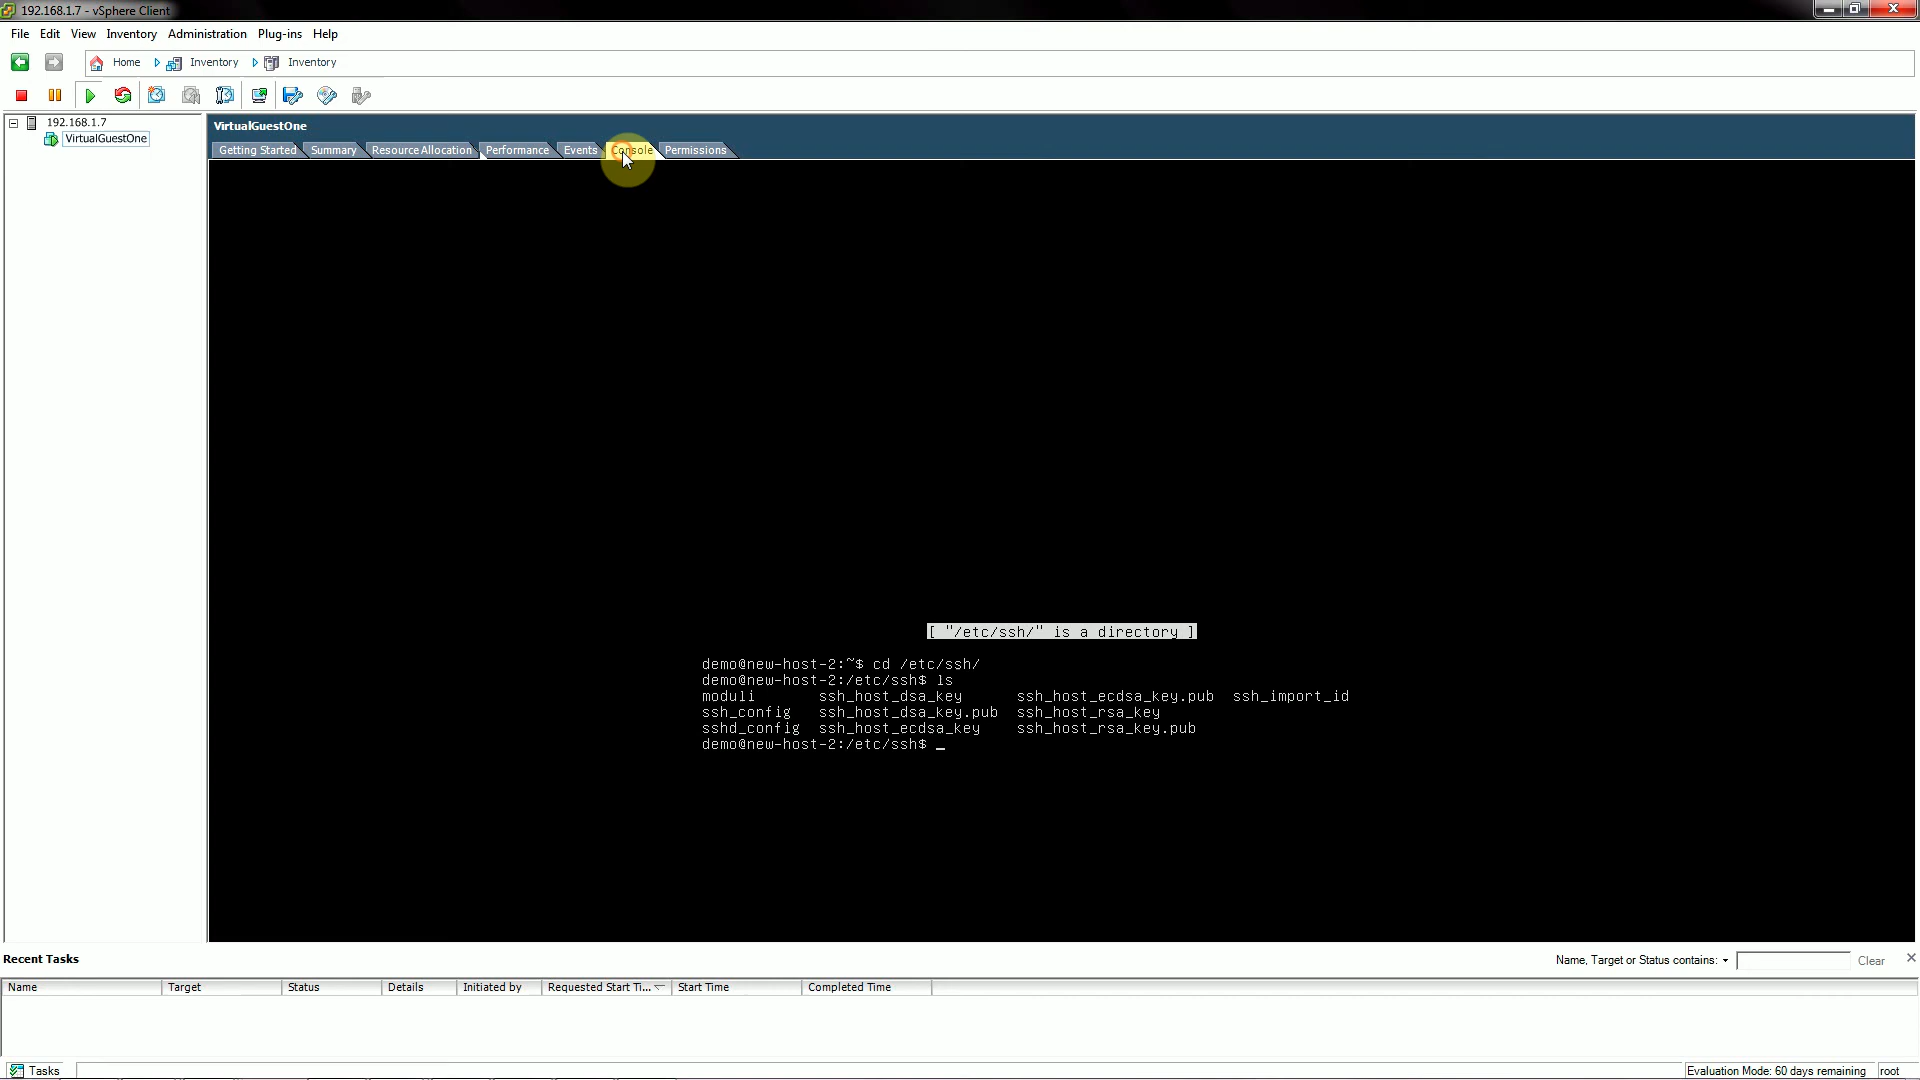 192.168.1.7 - vSphere Client
File Edit View Inventory Administration Plug-ins Help
Home Inventory Inventory
192.168.1.7
VirtualGuestOne
VirtualGuestOne
Getting Started Summary Resource Allocation Performance Events Console Permissions
[ "/etc/ssh/" is a directory ]
demo@new-host-2:~$ cd /etc/ssh/
demo@new-host-2:/etc/ssh$ ls
moduli ssh_host_dsa_key ssh_host_ecdsa_key.pub ssh_import_id
ssh_config ssh_host_dsa_key.pub ssh_host_rsa_key
sshd_config ssh_host_ecdsa_key ssh_host_rsa_key.pub
demo@new-host-2:/etc/ssh$ _
Recent Tasks
Name, Target or Status contains: Clear
Name Target Status Details Initiated by Requested Start Ti... Start Time Completed Time
Tasks
Evaluation Mode: 60 days remaining root